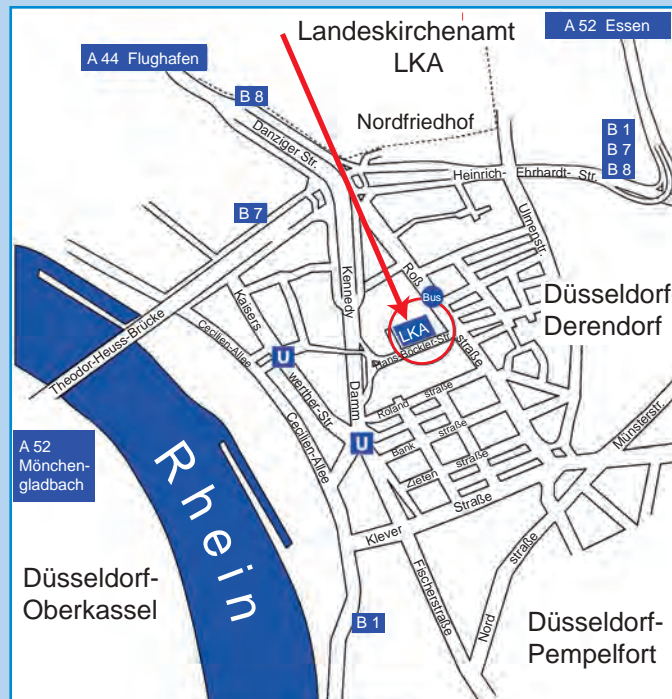 Landeskirchenamt
LKA
A 52 Essen
A 44 Flughafen
B 8
Danziger Str.
Nordfriedhof
B 1
B 7
B 8
Heinrich- Ehrhardt- Str.
B 7
Ulmenstr.
Kennedy
Damm
Roß
straße
Bus
LKA
Hans-Böckler-Str.
Düsseldorf
Derendorf
Kaisers
werther-Str.
Cecilien-Allee
Theodor-Heuss-Brücke
U
Cecilien-Allee
Roland straße
U
Bank straße
Zieten straße
Münsterstr.
A 52
Mönchen-
gladbach
Rhein
Klever Straße
Fischerstraße
Nord straße
Düsseldorf-
Oberkassel
B 1
Düsseldorf-
Pempelfort